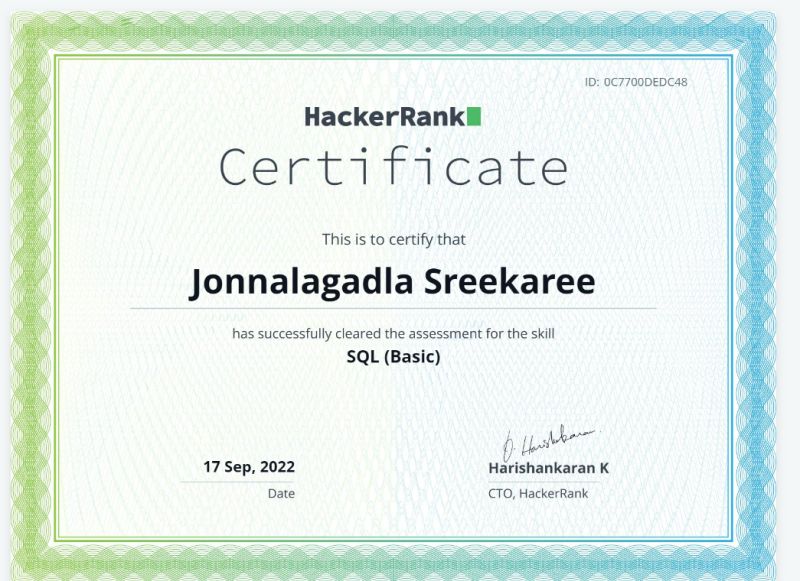 ID: 0C7700DEDC48
HackerRank
Certificate
This is to certify that
Jonnalagadla Sreekaree
has successfully cleared the assessment for the skill
SQL (Basic)
17 Sep, 2022
Date
Harishankaran K
CTO, HackerRank